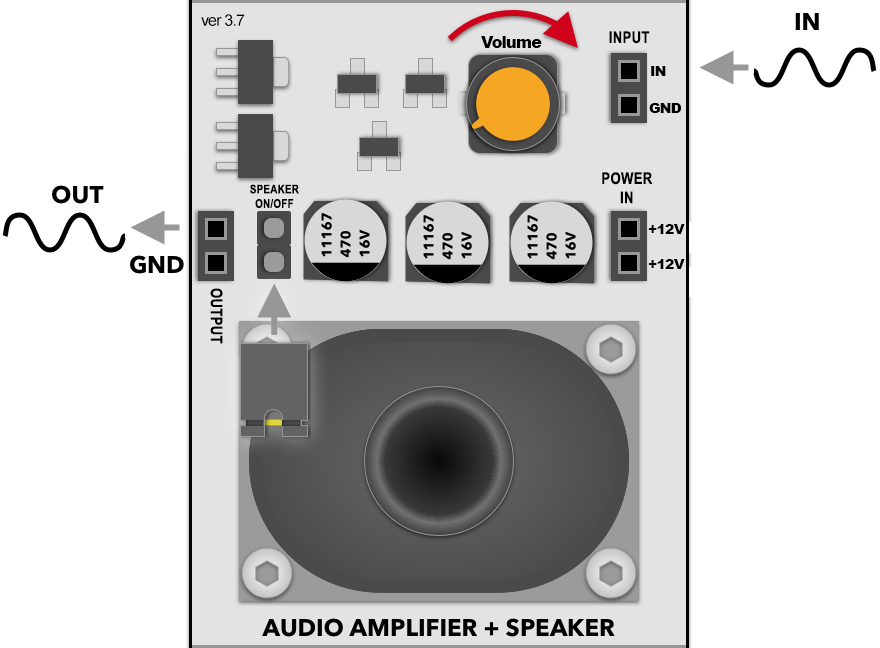 ver 3.7
Volume
INPUT
IN
GND
IN
SPEAKER
ON/OFF
POWER
IN
+12V
+12V
OUT
GND
OUTPUT
11167
470
16V
11167
470
16V
11167
470
16V
AUDIO AMPLIFIER + SPEAKER